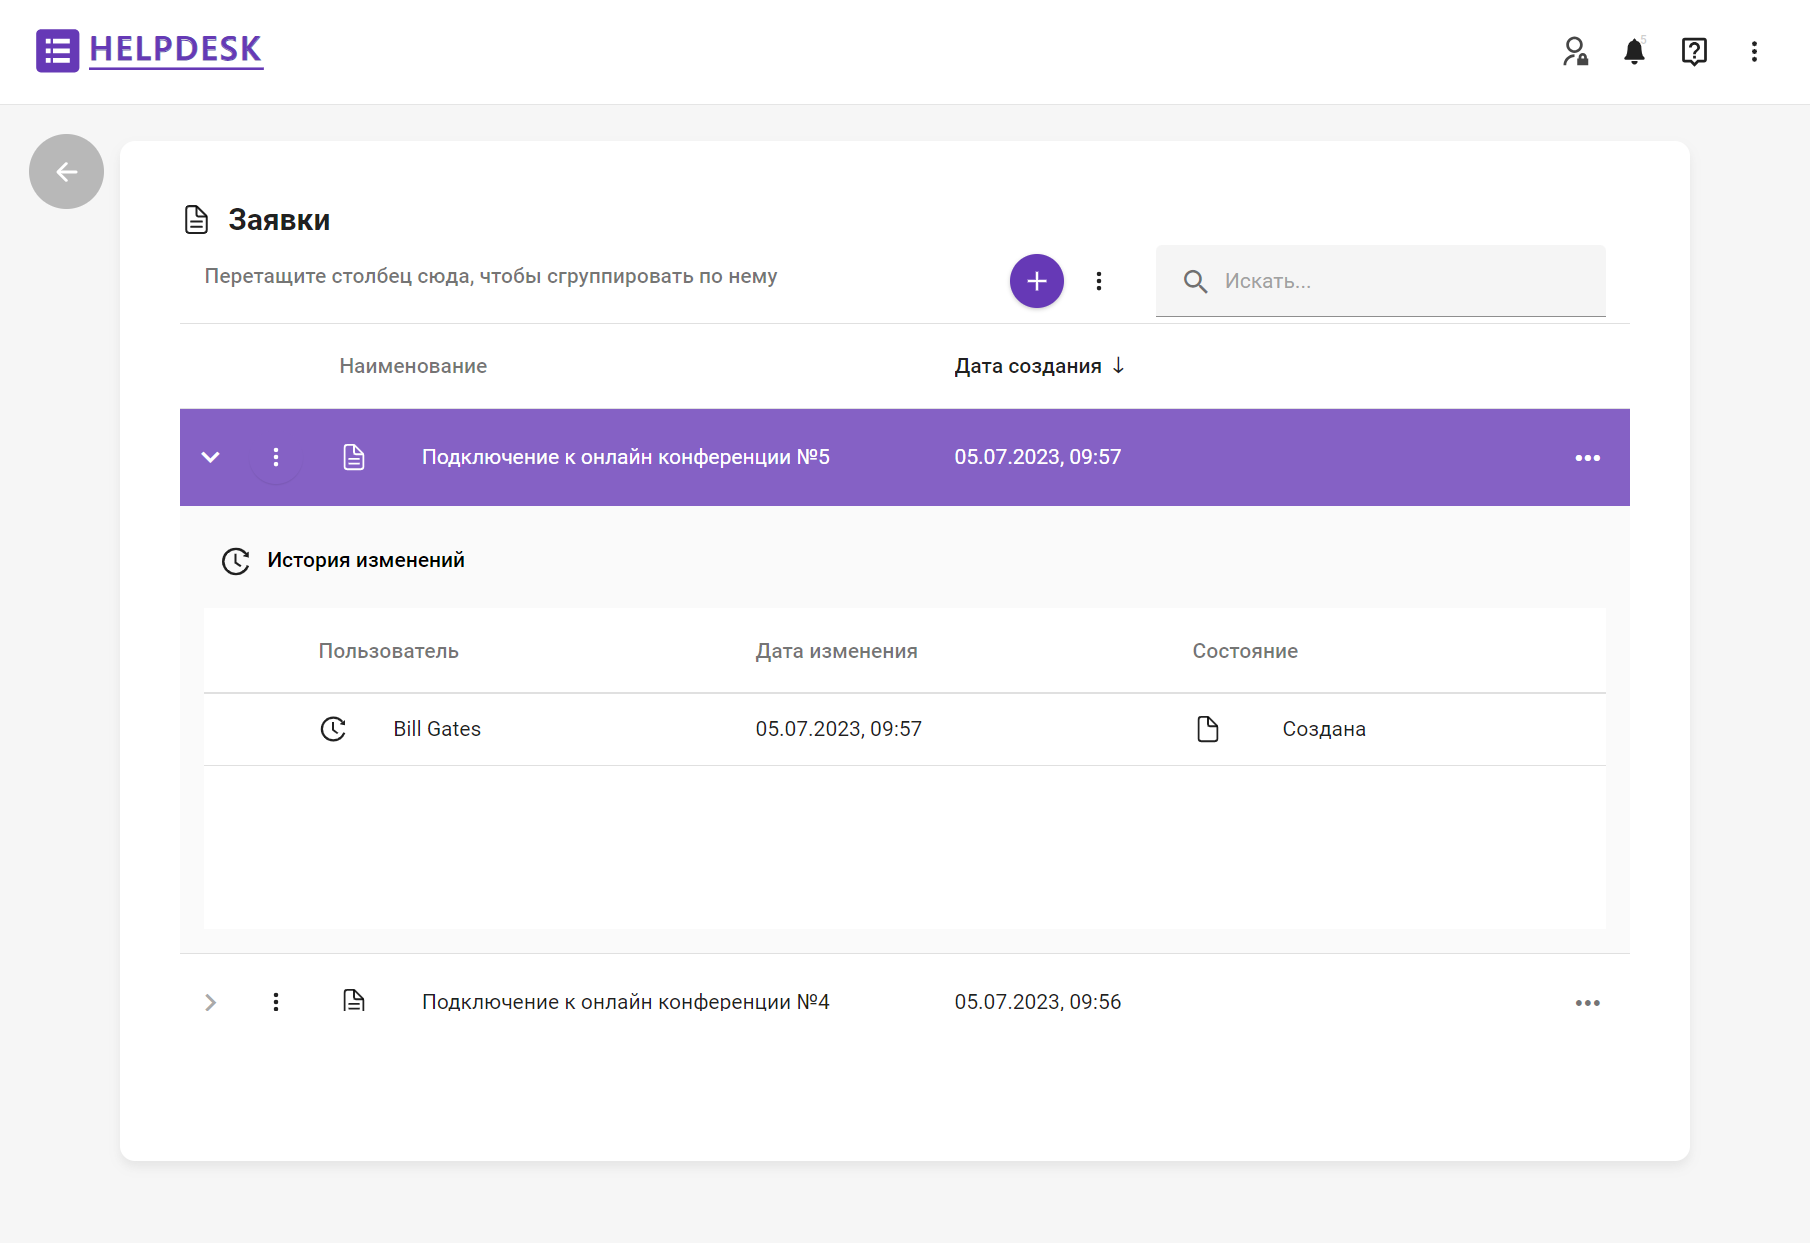 HELPDESK
5
Заявки
Перетащите столбец сюда, чтобы сгруппировать по нему
Искать...
Наименование
Дата создания
Подключение к онлайн конференции №5
05.07.2023, 09:57
История изменений
Пользователь
Дата изменения
Состояние
Bill Gates
05.07.2023, 09:57
Создана
Подключение к онлайн конференции №4
05.07.2023, 09:56